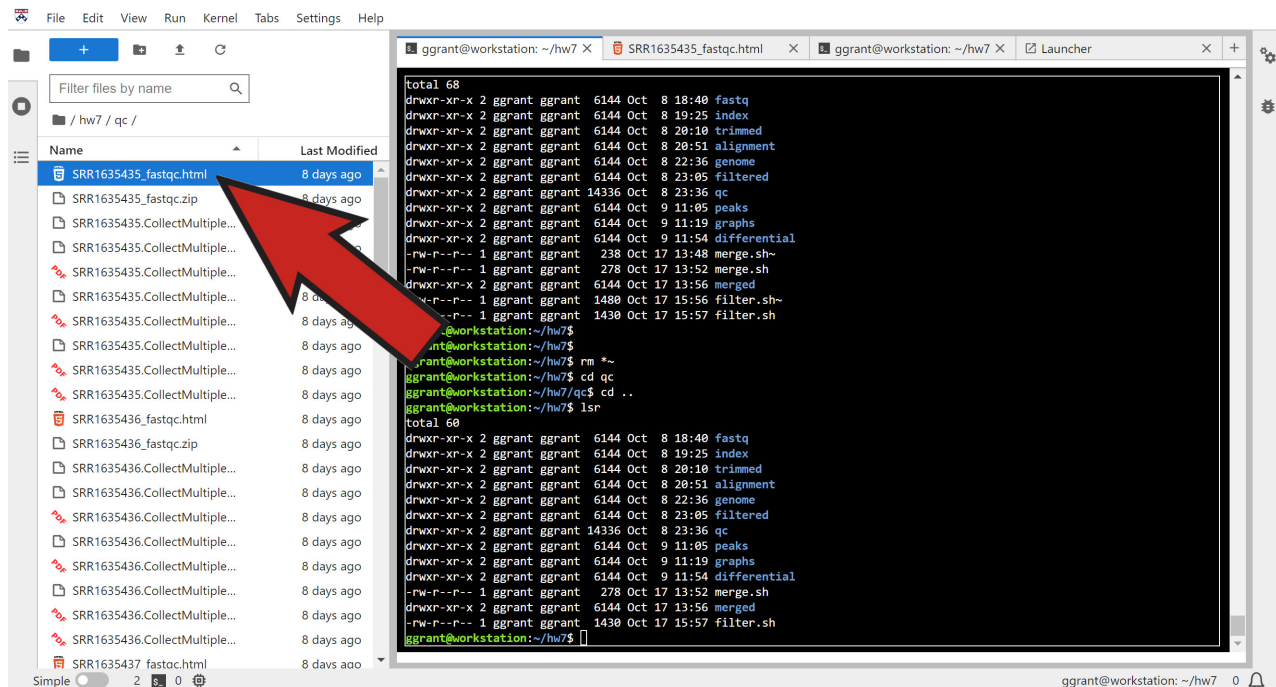 File Edit View Run Kernel Tabs Settings Help
+
Filter files by name
/ hw7 / qc /
Name Last Modified
SRR1635435_fastqc.html 8 days ago
SRR1635435_fastqc.zip 8 days ago
SRR1635435.CollectMultiple...
SRR1635435.CollectMultiple...
SRR1635435.CollectMultiple...
SRR1635435.CollectMultiple... 8
SRR1635435.CollectMultiple... 8 days
SRR1635435.CollectMultiple... 8 days ago
SRR1635435.CollectMultiple... 8 days ago
SRR1635435.CollectMultiple... 8 days ago
SRR1635436_fastqc.html 8 days ago
SRR1635436_fastqc.zip 8 days ago
SRR1635436.CollectMultiple... 8 days ago
SRR1635436.CollectMultiple... 8 days ago
SRR1635436.CollectMultiple... 8 days ago
SRR1635436.CollectMultiple... 8 days ago
SRR1635436.CollectMultiple... 8 days ago
SRR1635436.CollectMultiple... 8 days ago
SRR1635436.CollectMultiple... 8 days ago
SRR1635436.CollectMultiple... 8 days ago
SRR1635437_fastqc.html 8 days ago
ggrant@workstation: ~/hw7 SRR1635435_fastqc.html ggrant@workstation: ~/hw7 Launcher
total 68
drwxr-xr-x 2 ggrant ggrant 6144 Oct 8 18:40 fastq
drwxr-xr-x 2 ggrant ggrant 6144 Oct 8 19:25 index
drwxr-xr-x 2 ggrant ggrant 6144 Oct 8 20:10 trimmed
drwxr-xr-x 2 ggrant ggrant 6144 Oct 8 20:51 alignment
drwxr-xr-x 2 ggrant ggrant 6144 Oct 8 22:36 genome
drwxr-xr-x 2 ggrant ggrant 6144 Oct 8 23:05 filtered
drwxr-xr-x 2 ggrant ggrant 14336 Oct 8 23:36 qc
drwxr-xr-x 2 ggrant ggrant 6144 Oct 9 11:05 peaks
drwxr-xr-x 2 ggrant ggrant 6144 Oct 9 11:19 graphs
drwxr-xr-x 2 ggrant ggrant 6144 Oct 9 11:54 differential
-rw-r--r-- 1 ggrant ggrant 238 Oct 17 13:48 merge.sh~
-rw-r--r-- 1 ggrant ggrant 278 Oct 17 13:52 merge.sh
drwxr-xr-x 2 ggrant ggrant 6144 Oct 17 13:56 merged
-rw-r--r-- 1 ggrant ggrant 1480 Oct 17 15:56 filter.sh~
--r-- 1 ggrant ggrant 1430 Oct 17 15:57 filter.sh
@workstation:~/hw7$
@workstation:~/hw7$
ggrant@workstation:~/hw7$ rm *~
ggrant@workstation:~/hw7$ cd qc
ggrant@workstation:~/hw7/qc$ cd ..
ggrant@workstation:~/hw7$ lsr
total 60
drwxr-xr-x 2 ggrant ggrant 6144 Oct 8 18:40 fastq
drwxr-xr-x 2 ggrant ggrant 6144 Oct 8 19:25 index
drwxr-xr-x 2 ggrant ggrant 6144 Oct 8 20:10 trimmed
drwxr-xr-x 2 ggrant ggrant 6144 Oct 8 20:51 alignment
drwxr-xr-x 2 ggrant ggrant 6144 Oct 8 22:36 genome
drwxr-xr-x 2 ggrant ggrant 6144 Oct 8 23:05 filtered
drwxr-xr-x 2 ggrant ggrant 14336 Oct 8 23:36 qc
drwxr-xr-x 2 ggrant ggrant 6144 Oct 9 11:05 peaks
drwxr-xr-x 2 ggrant ggrant 6144 Oct 9 11:19 graphs
drwxr-xr-x 2 ggrant ggrant 6144 Oct 9 11:54 differential
-rw-r--r-- 1 ggrant ggrant 278 Oct 17 13:52 merge.sh
drwxr-xr-x 2 ggrant ggrant 6144 Oct 17 13:56 merged
-rw-r--r-- 1 ggrant ggrant 1430 Oct 17 15:57 filter.sh
ggrant@workstation:~/hw7$
Simple 2 0 ggrant@workstation: ~/hw7 0